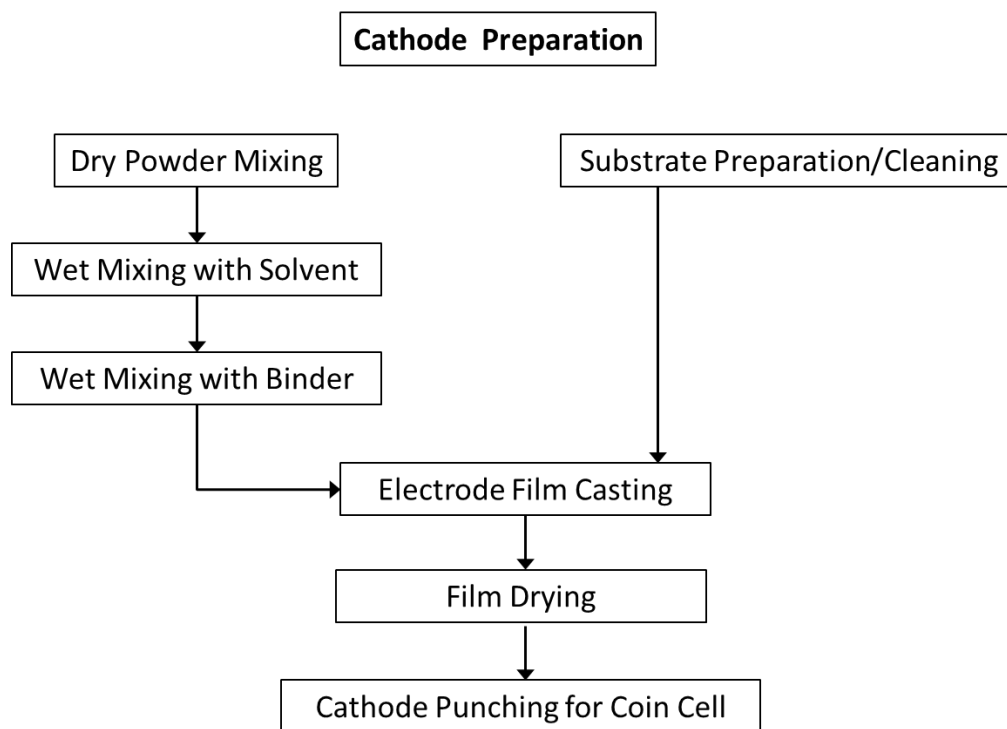 Cathode Preparation
Dry Powder Mixing
Substrate Preparation/Cleaning
Wet Mixing with Solvent
Wet Mixing with Binder
Electrode Film Casting
Film Drying
Cathode Punching for Coin Cell